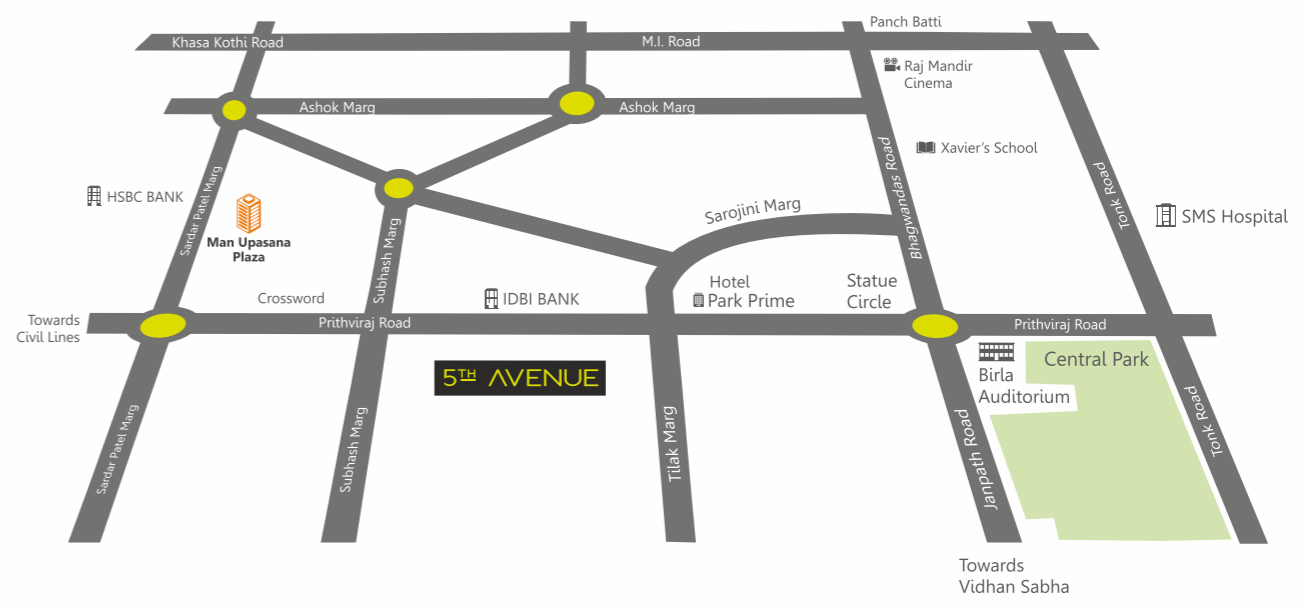 Panch Batti
Khasa Kothi Road
M.I. Road
Raj Mandir
Cinema
Ashok Marg
Ashok Marg
Xavier's School
Bhagwandas Road
Tonk Road
HSBC BANK
Sardar Patel Marg
Man Upasana
Plaza
Subhash Marg
Sarojini Marg
SMS Hospital
Crossword
IDBI BANK
Hotel
Park Prime
Statue
Circle
Towards
Civil Lines
Prithviraj Road
Prithviraj Road
5TH AVENUE
Birla
Auditorium
Central Park
Sardar Patel Marg
Subhash Marg
Tilak Marg
Janpath Road
Tonk Road
Towards
Vidhan Sabha